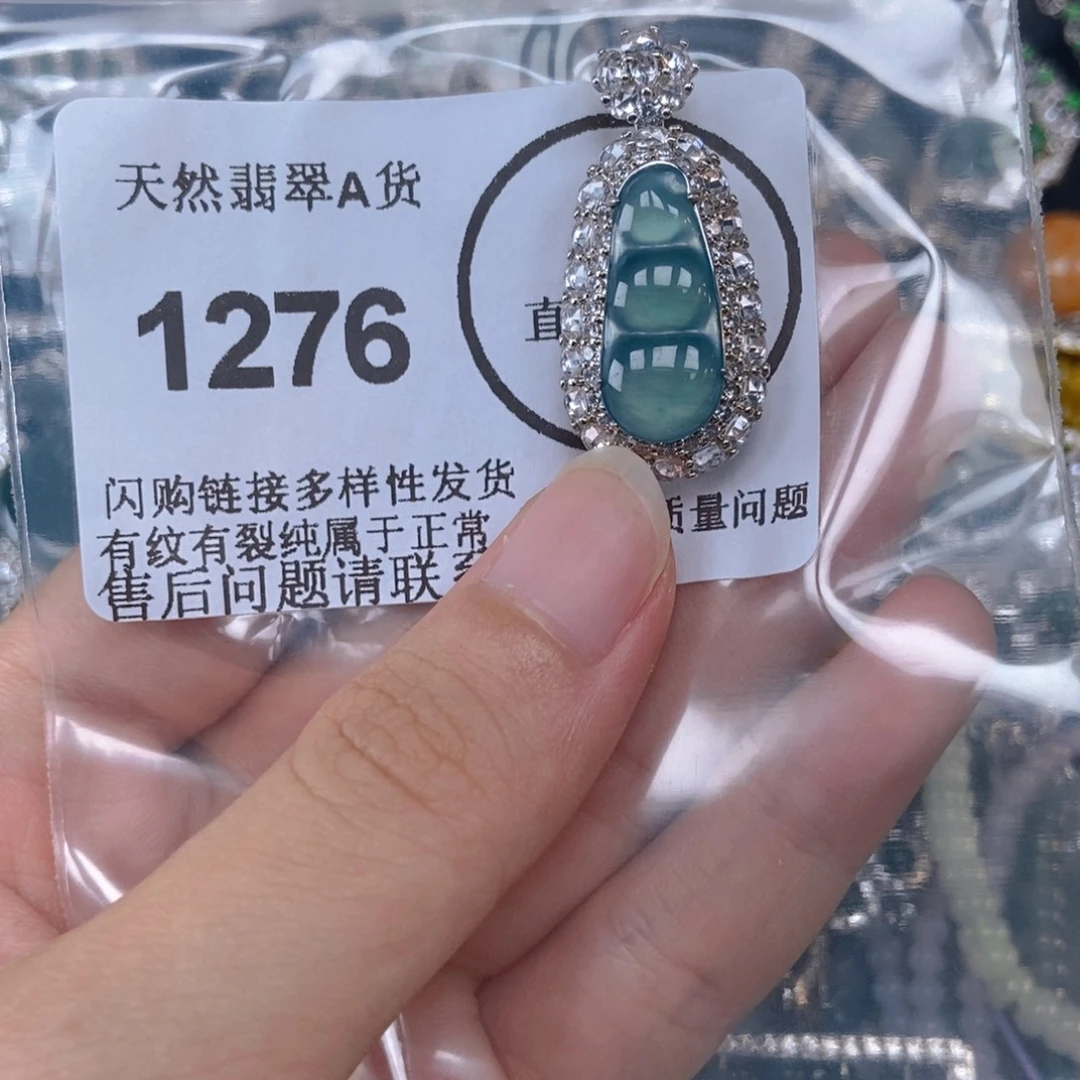 天然翡翠A货
1276
直
闪购链接多样性发货
有纹有裂纯属于正常
质量问题
售后问题请联